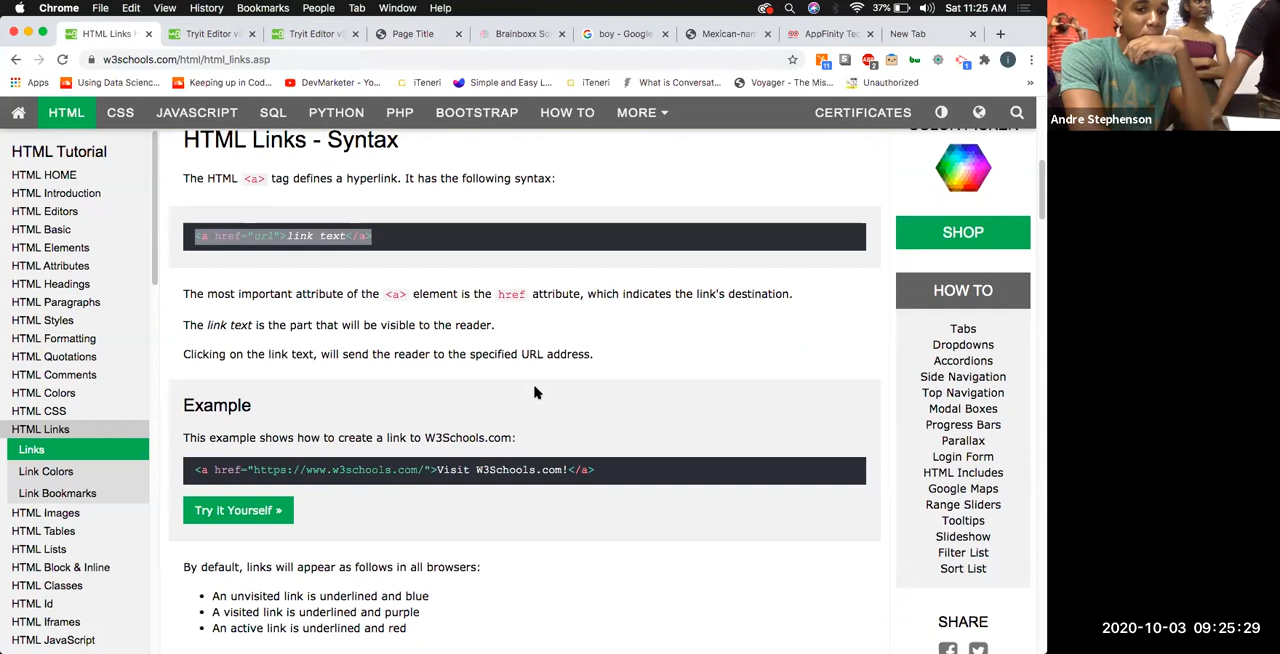 Chrome File Edit View History Bookmarks People Tab Window Help 37% Sat 11:25 AM
HTML Links Tryit Editor v Tryit Editor v Page Title Brainboxx So boy - Google Mexican-nam AppFinity Tec New Tab
w3schools.com/html/html_links.asp
Apps Using Data Scienc... Keeping up in Cod... DevMarketer - Yo... iTeneri Simple and Easy L... iTeneri What is Conversat... Voyager - The Mis... Unauthorized »
HTML CSS JAVASCRIPT SQL PYTHON PHP BOOTSTRAP HOW TO MORE CERTIFICATES
HTML Tutorial
HTML HOME
HTML Introduction
HTML Editors
HTML Basic
HTML Elements
HTML Attributes
HTML Headings
HTML Paragraphs
HTML Styles
HTML Formatting
HTML Quotations
HTML Comments
HTML Colors
HTML CSS
HTML Links
Links
Link Colors
Link Bookmarks
HTML Images
HTML Tables
HTML Lists
HTML Block & Inline
HTML Classes
HTML Id
HTML Iframes
HTML JavaScript
HTML Links - Syntax
The HTML <a> tag defines a hyperlink. It has the following syntax:
<a href="url">link text</a>
The most important attribute of the <a> element is the href attribute, which indicates the link's destination.
The link text is the part that will be visible to the reader.
Clicking on the link text, will send the reader to the specified URL address.
Example
This example shows how to create a link to W3Schools.com:
<a href="https://www.w3schools.com/">Visit W3Schools.com!</a>
Try it Yourself »
By default, links will appear as follows in all browsers:
• An unvisited link is underlined and blue
• A visited link is underlined and purple
• An active link is underlined and red
COLOR PICKER
SHOP
HOW TO
Tabs
Dropdowns
Accordions
Side Navigation
Top Navigation
Modal Boxes
Progress Bars
Parallax
Login Form
HTML Includes
Google Maps
Range Sliders
Tooltips
Slideshow
Filter List
Sort List
SHARE
Andre Stephenson
2020-10-03 09:25:29